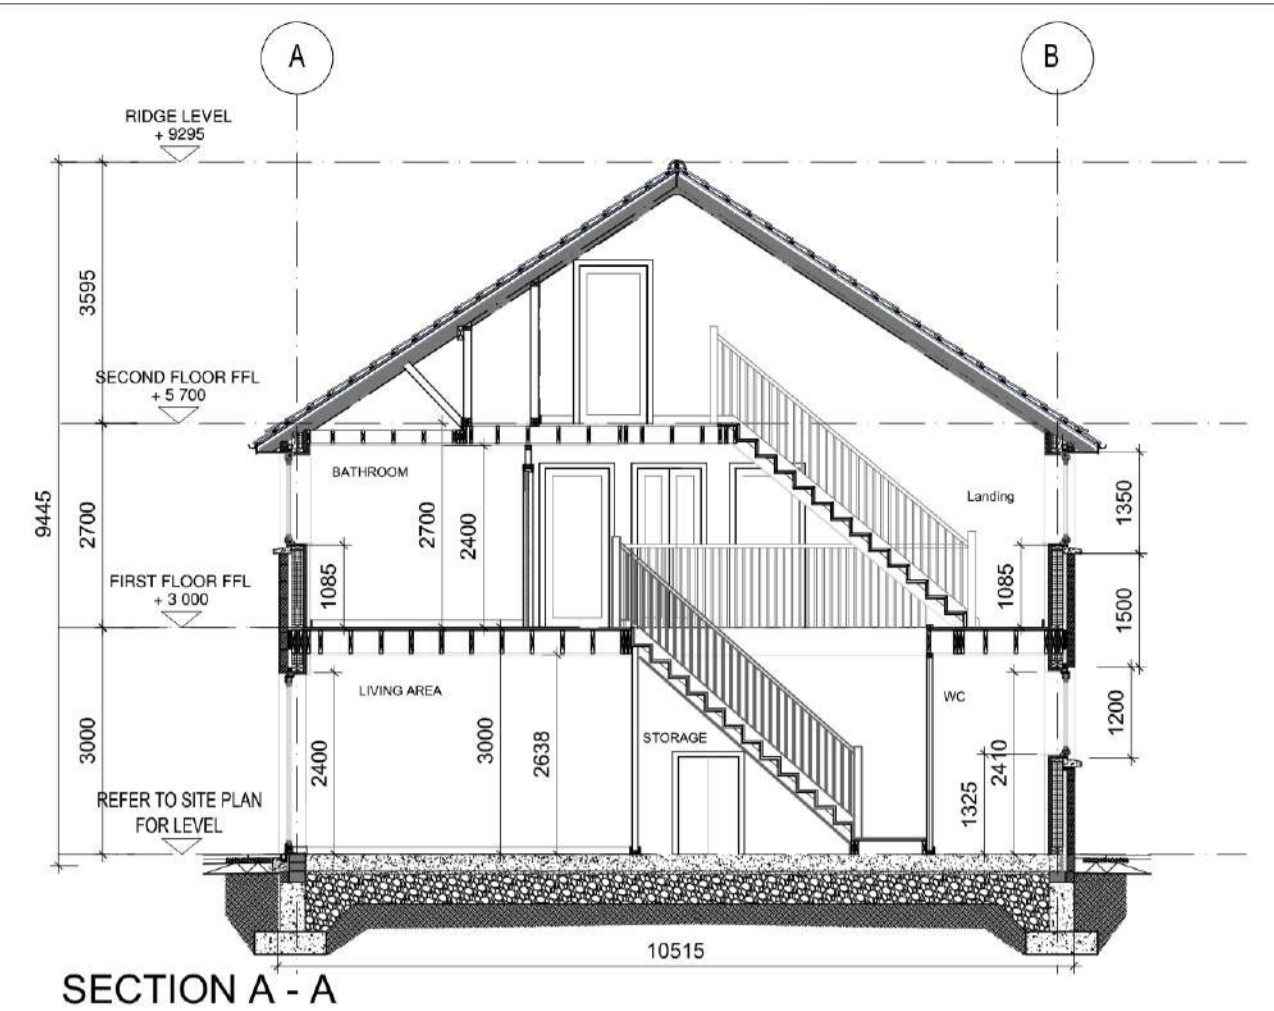 A
B
RIDGE LEVEL
+ 9295
3595
SECOND FLOOR FFL
+ 5 700
BATHROOM
Landing
9445
2700
2700
2400
1350
FIRST FLOOR FFL
+ 3 000
1085
1085
1500
LIVING AREA
WC
STORAGE
3000
2400
3000
2638
1325
2410
1200
REFER TO SITE PLAN
FOR LEVEL
10515
SECTION A - A